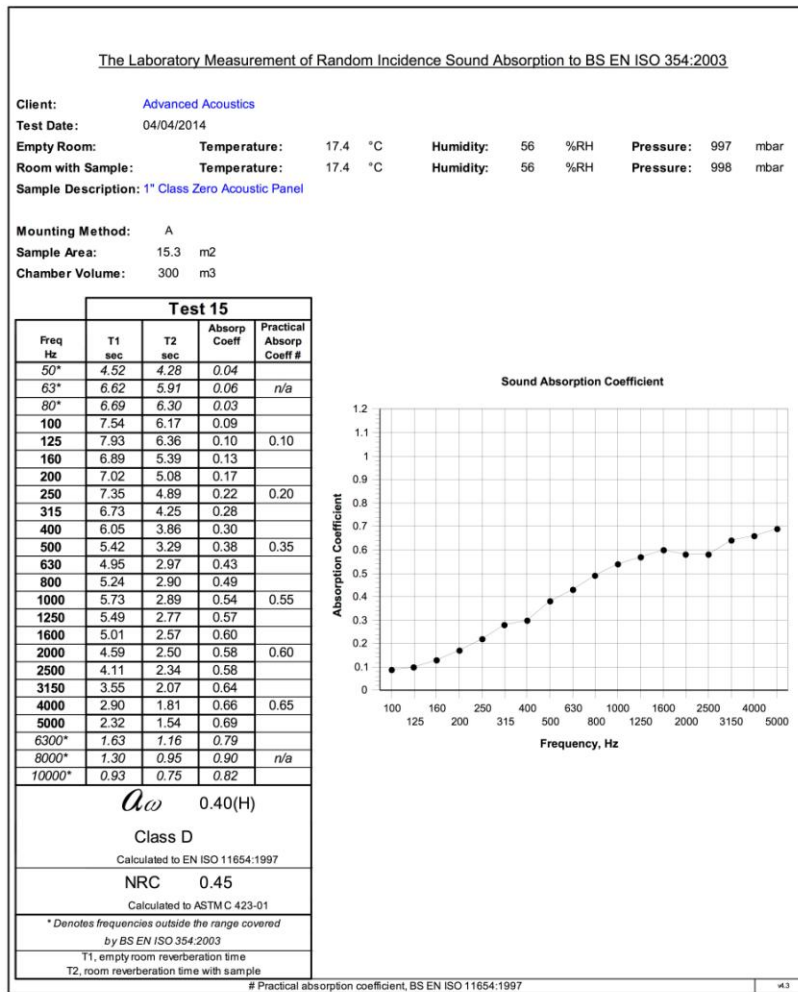 The Laboratory Measurement of Random Incidence Sound Absorption to BS EN ISO 354:2003
Client: Advanced Acoustics
Test Date: 04/04/2014
Empty Room: Temperature: 17.4 °C Humidity: 56 %RH Pressure: 997 mbar
Room with Sample: Temperature: 17.4 °C Humidity: 56 %RH Pressure: 998 mbar
Sample Description: 1" Class Zero Acoustic Panel
Mounting Method: A
Sample Area: 15.3 m2
Chamber Volume: 300 m3
Test 15
Freq Hz T1 sec T2 sec Absorp Coeff Practical Absorp Coeff #
50* 4.52 4.28 0.04
63* 6.62 5.91 0.06 n/a
80* 6.69 6.30 0.03
100 7.54 6.17 0.09
125 7.93 6.36 0.10 0.10
160 6.89 5.39 0.13
200 7.02 5.08 0.17
250 7.35 4.89 0.22 0.20
315 6.73 4.25 0.28
400 6.05 3.86 0.30
500 5.42 3.29 0.38 0.35
630 4.95 2.97 0.43
800 5.24 2.90 0.49
1000 5.73 2.89 0.54 0.55
1250 5.49 2.77 0.57
1600 5.01 2.57 0.60
2000 4.59 2.50 0.58 0.60
2500 4.11 2.34 0.58
3150 3.55 2.07 0.64
4000 2.90 1.81 0.66 0.65
5000 2.32 1.54 0.69
6300* 1.63 1.16 0.79
8000* 1.30 0.95 0.90 n/a
10000* 0.93 0.75 0.82
αω 0.40(H)
Class D
Calculated to EN ISO 11654:1997
NRC 0.45
Calculated to ASTM C 423-01
* Denotes frequencies outside the range covered
by BS EN ISO 354:2003
T1, empty room reverberation time
T2, room reverberation time with sample
Sound Absorption Coefficient
Absorption Coefficient
1.2
1.1
1
0.9
0.8
0.7
0.6
0.5
0.4
0.3
0.2
0.1
0
100 160 250 400 630 1000 1600 2500 4000
125 200 315 500 800 1250 2000 3150 5000
Frequency, Hz
# Practical absorption coefficient, BS EN ISO 11654:1997
v4.3